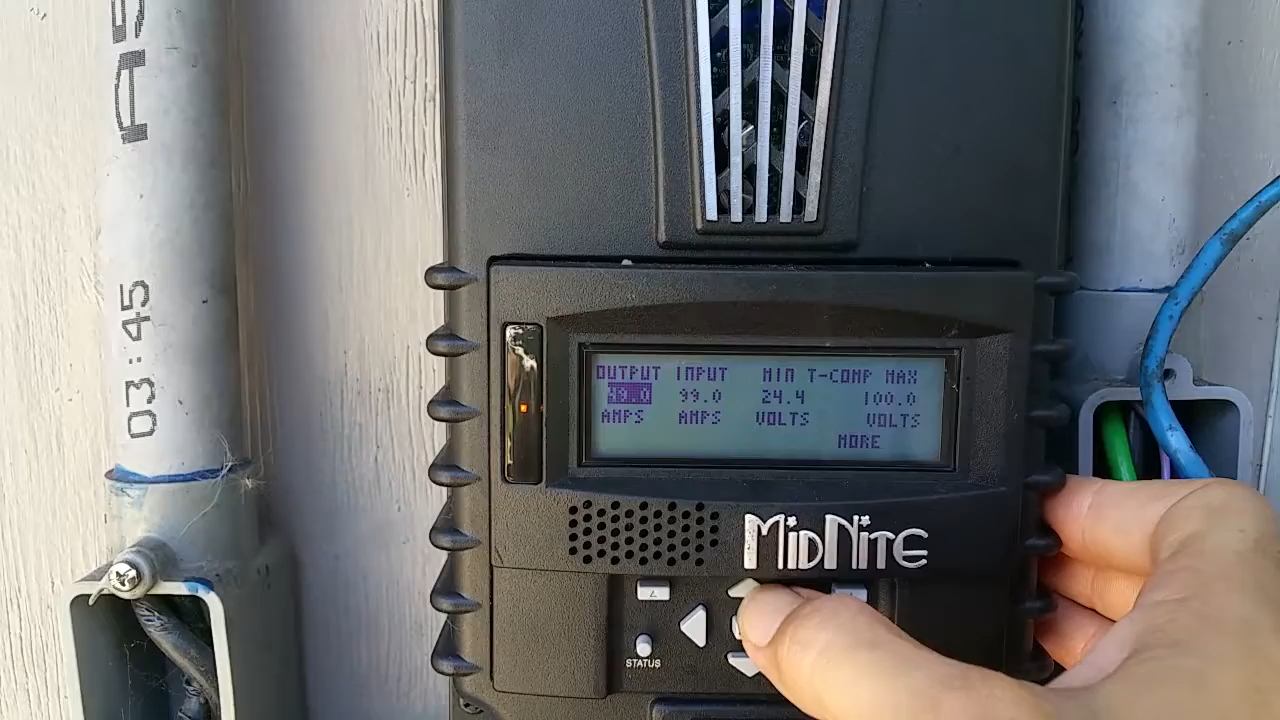 A5
03:45
OUTPUT INPUT MIN T-COMP MAX
99.0 24.4 100.0
AMPS AMPS VOLTS VOLTS
MORE
MIDNITE
STATUS